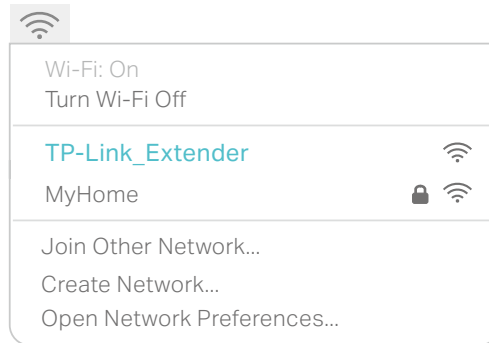 Wi-Fi: On
Turn Wi-Fi Off
TP-Link_Extender
MyHome
Join Other Network...
Create Network...
Open Network Preferences...